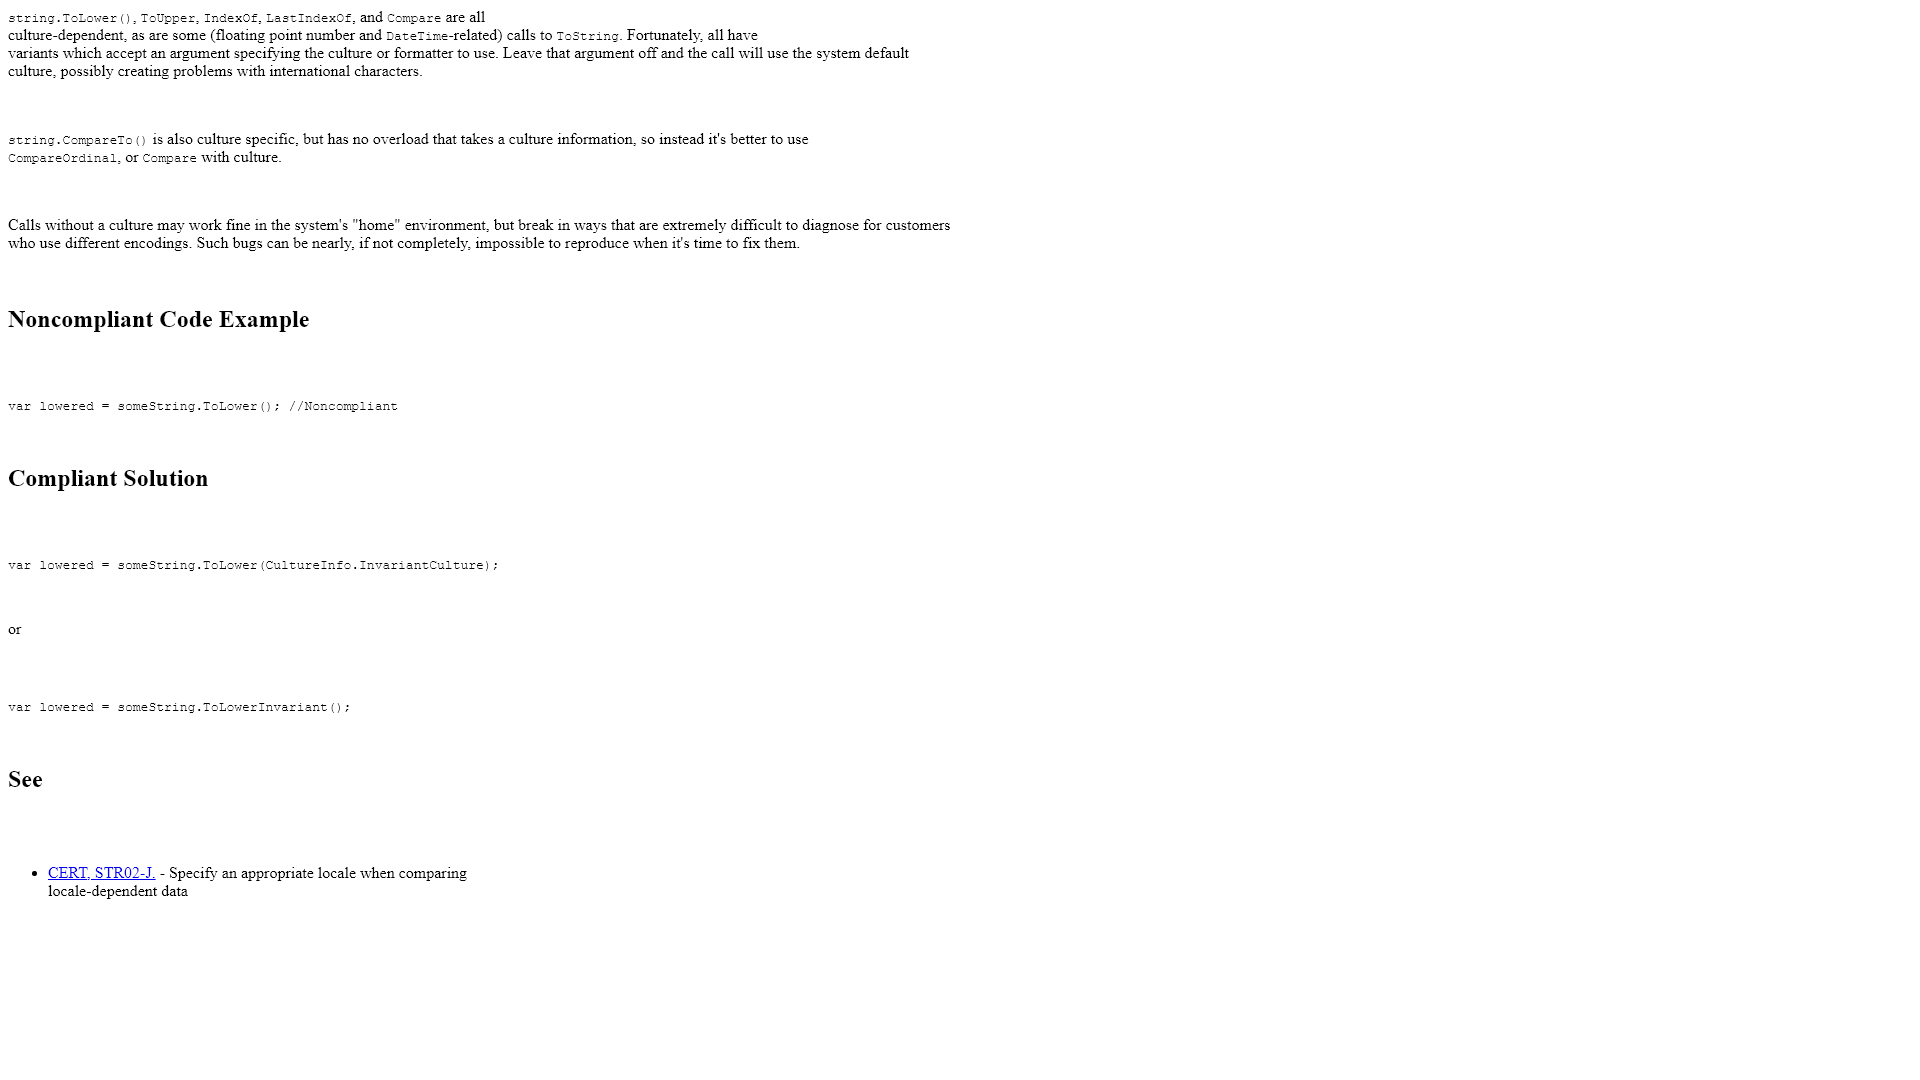 string.ToLower(), ToUpper, IndexOf, LastIndexOf, and Compare are all
culture-dependent, as are some (floating point number and DateTime-related) calls to ToString. Fortunately, all have
variants which accept an argument specifying the culture or formatter to use. Leave that argument off and the call will use the system default
culture, possibly creating problems with international characters.
string.CompareTo() is also culture specific, but has no overload that takes a culture information, so instead it's better to use
CompareOrdinal, or Compare with culture.
Calls without a culture may work fine in the system's "home" environment, but break in ways that are extremely difficult to diagnose for customers
who use different encodings. Such bugs can be nearly, if not completely, impossible to reproduce when it's time to fix them.
Noncompliant Code Example
var lowered = someString.ToLower(); //Noncompliant
Compliant Solution
var lowered = someString.ToLower(CultureInfo.InvariantCulture);
or
var lowered = someString.ToLowerInvariant();
See
• CERT, STR02-J. - Specify an appropriate locale when comparing
locale-dependent data